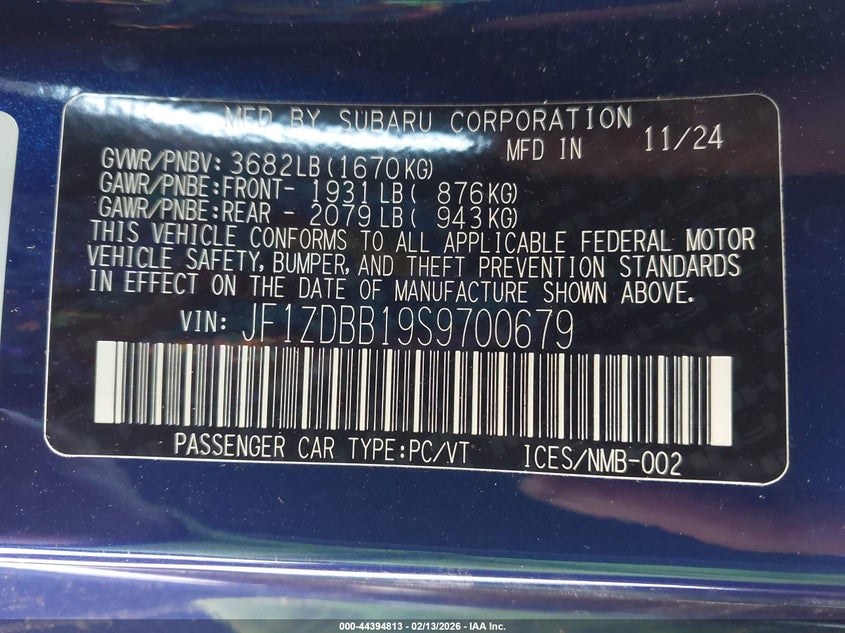 MFD BY SUBARU CORPORATION
MFD IN 11/24
GVWR/PNBV: 3682LB(1670KG)
GAWR/PNBE:FRONT- 1931LB( 876KG)
GAWR/PNBE:REAR - 2079LB( 943KG)
THIS VEHICLE CONFORMS TO ALL APPLICABLE FEDERAL MOTOR
VEHICLE SAFETY, BUMPER, AND THEFT PREVENTION STANDARDS
IN EFFECT ON THE DATE OF MANUFACTURE SHOWN ABOVE.
VIN: JF1ZDBB19S9700679
PASSENGER CAR TYPE:PC/VT ICES/NMB-002
000-44394813 - 02/13/2026 - IAA Inc.